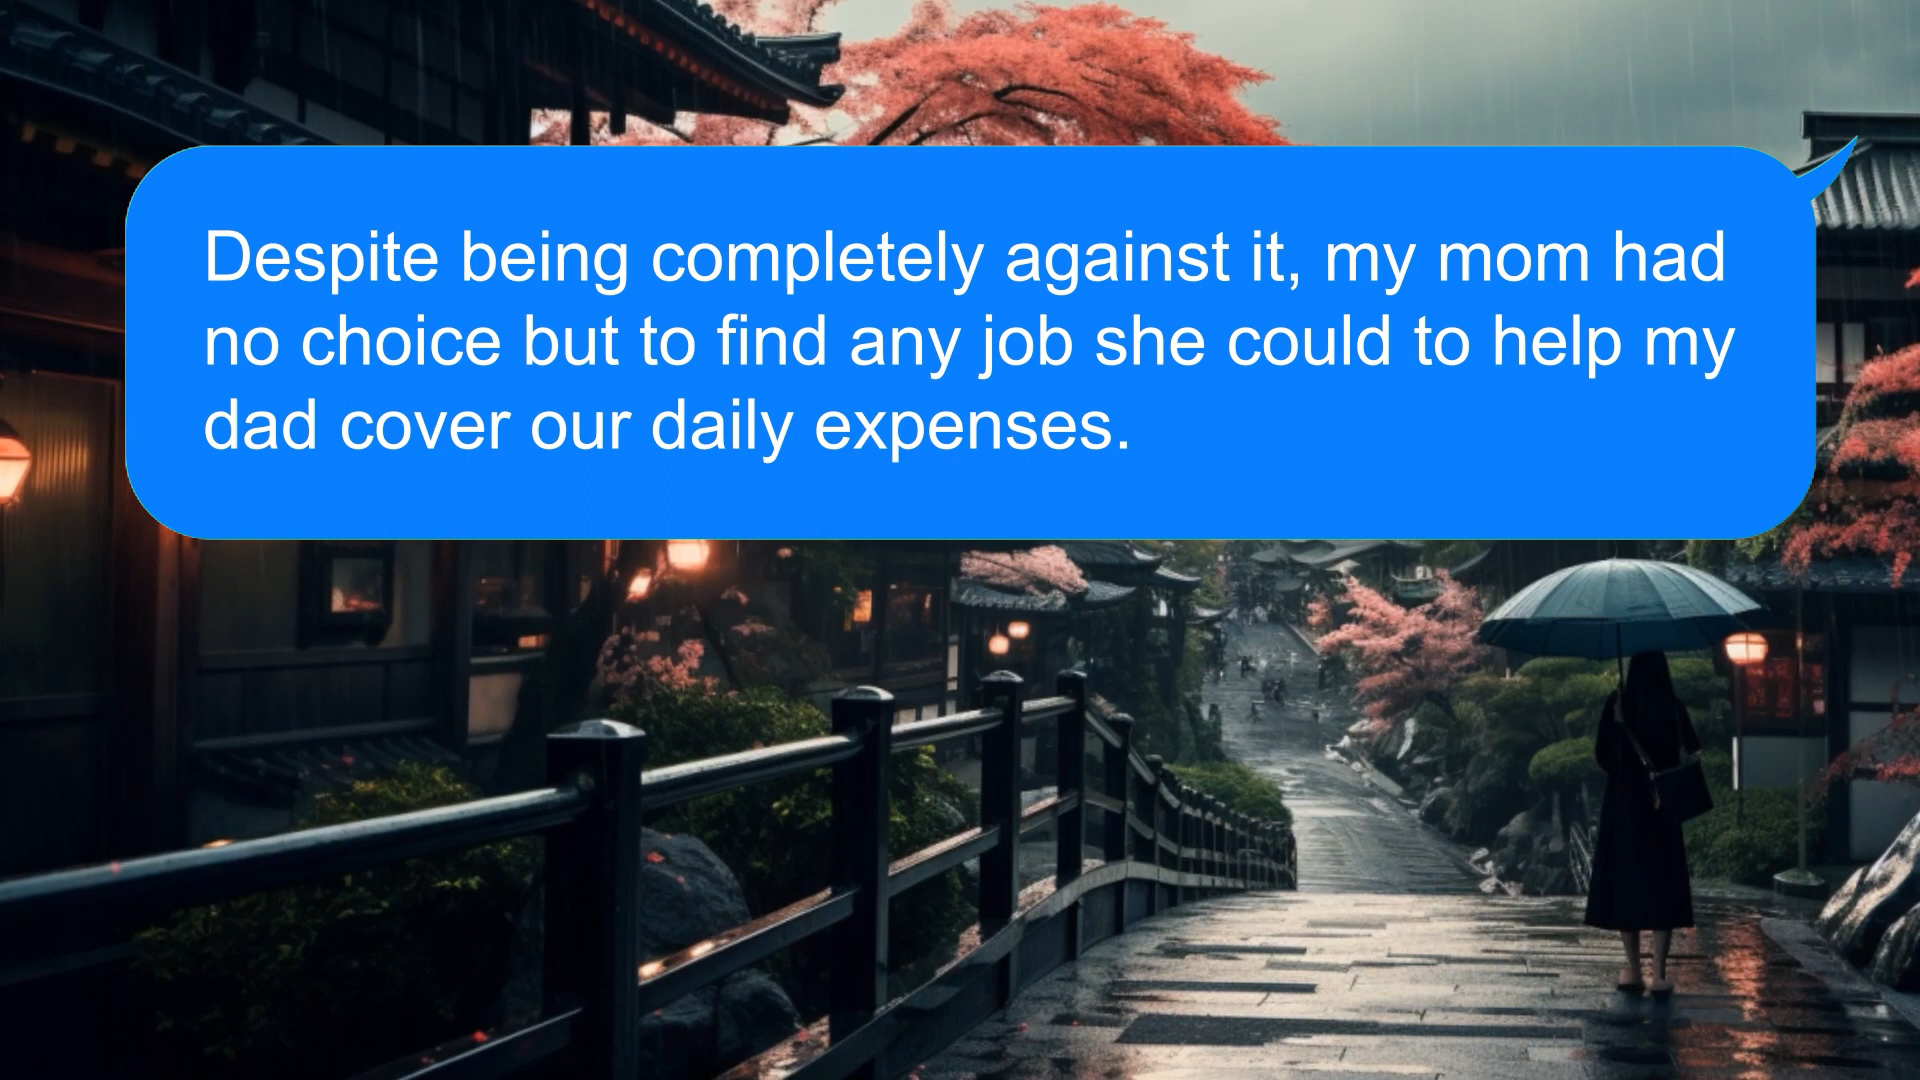 Despite being completely against it, my mom had
no choice but to find any job she could to help my
dad cover our daily expenses.